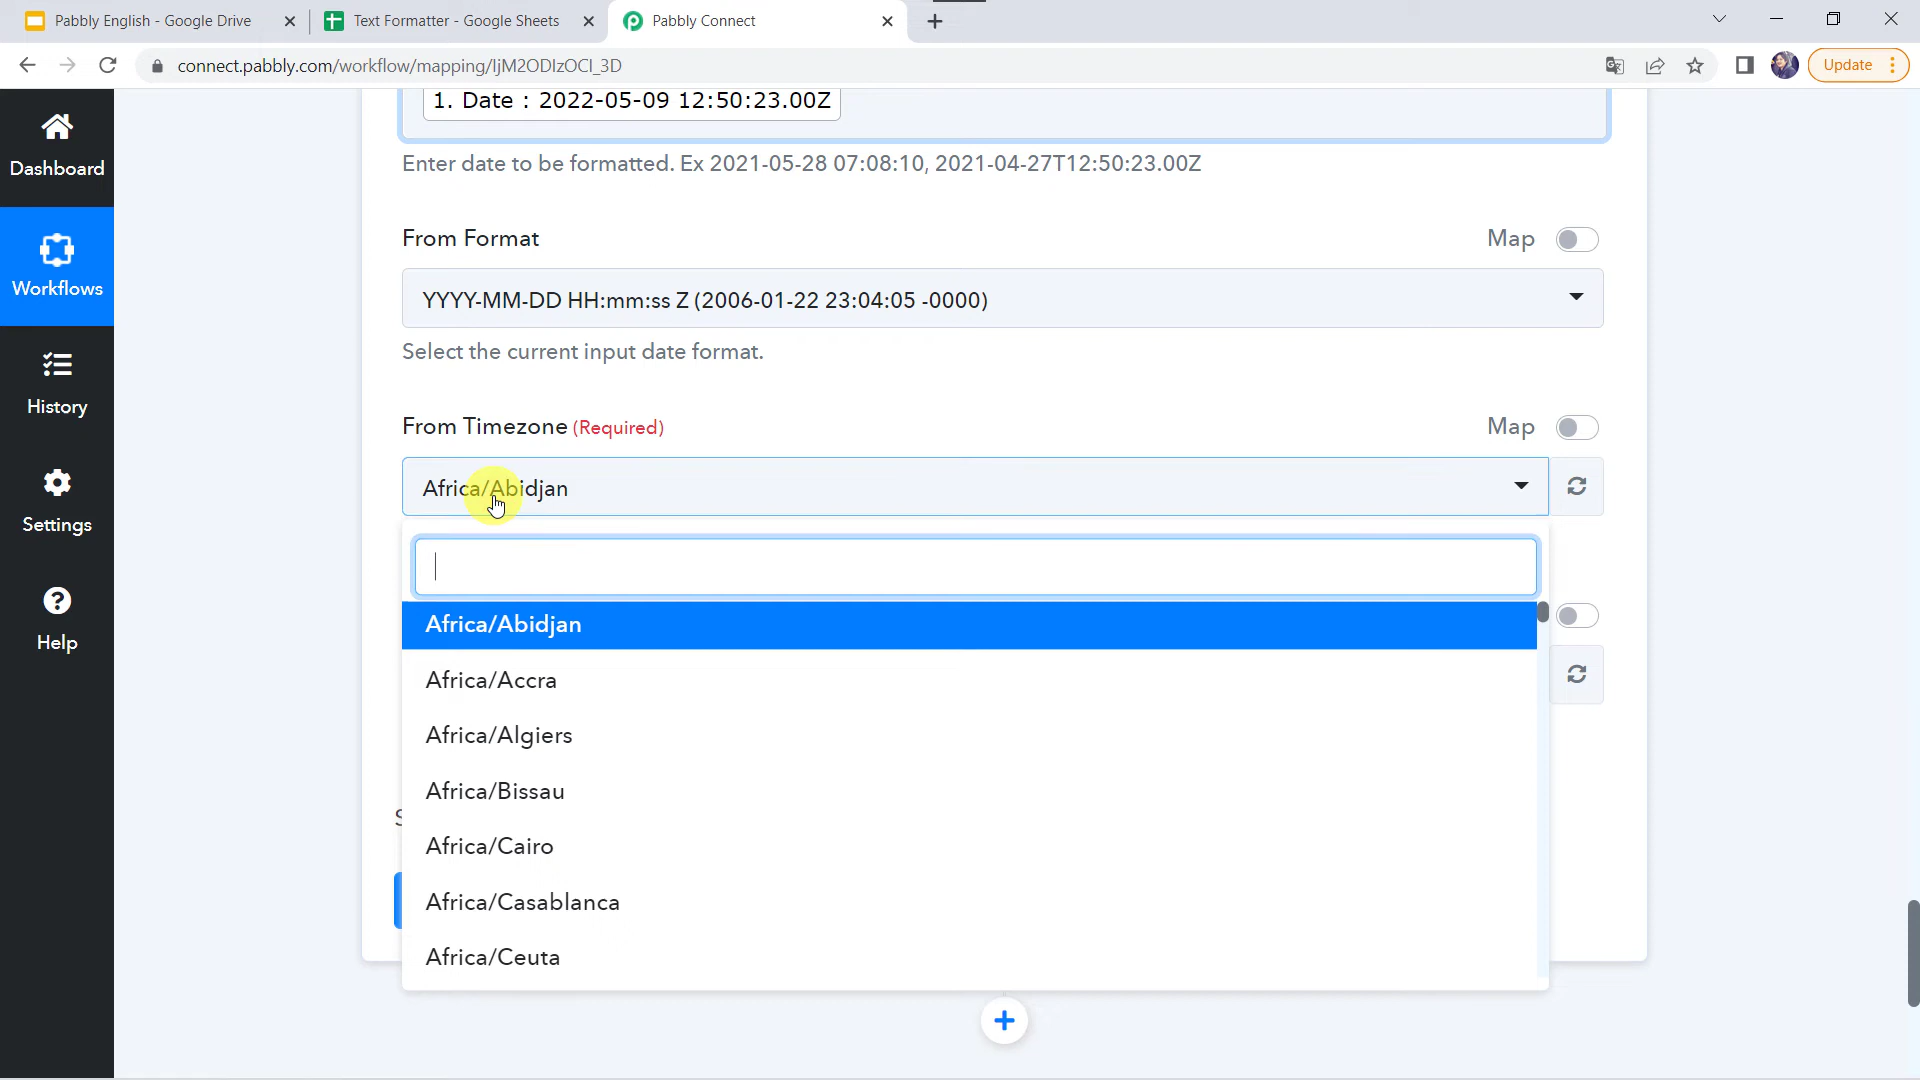 Pabbly English - Google Drive
Text Formatter - Google Sheets
Pabbly Connect
connect.pabbly.com/workflow/mapping/IjM2ODIzOCI_3D
Update
Dashboard
Workflows
History
Settings
Help
1. Date : 2022-05-09 12:50:23.00Z
Enter date to be formatted. Ex 2021-05-28 07:08:10, 2021-04-27T12:50:23.00Z
From Format
Map
YYYY-MM-DD HH:mm:ss Z (2006-01-22 23:04:05 -0000)
Select the current input date format.
From Timezone (Required)
Map
Africa/Abidjan
Africa/Abidjan
Africa/Accra
Africa/Algiers
Africa/Bissau
Africa/Cairo
Africa/Casablanca
Africa/Ceuta